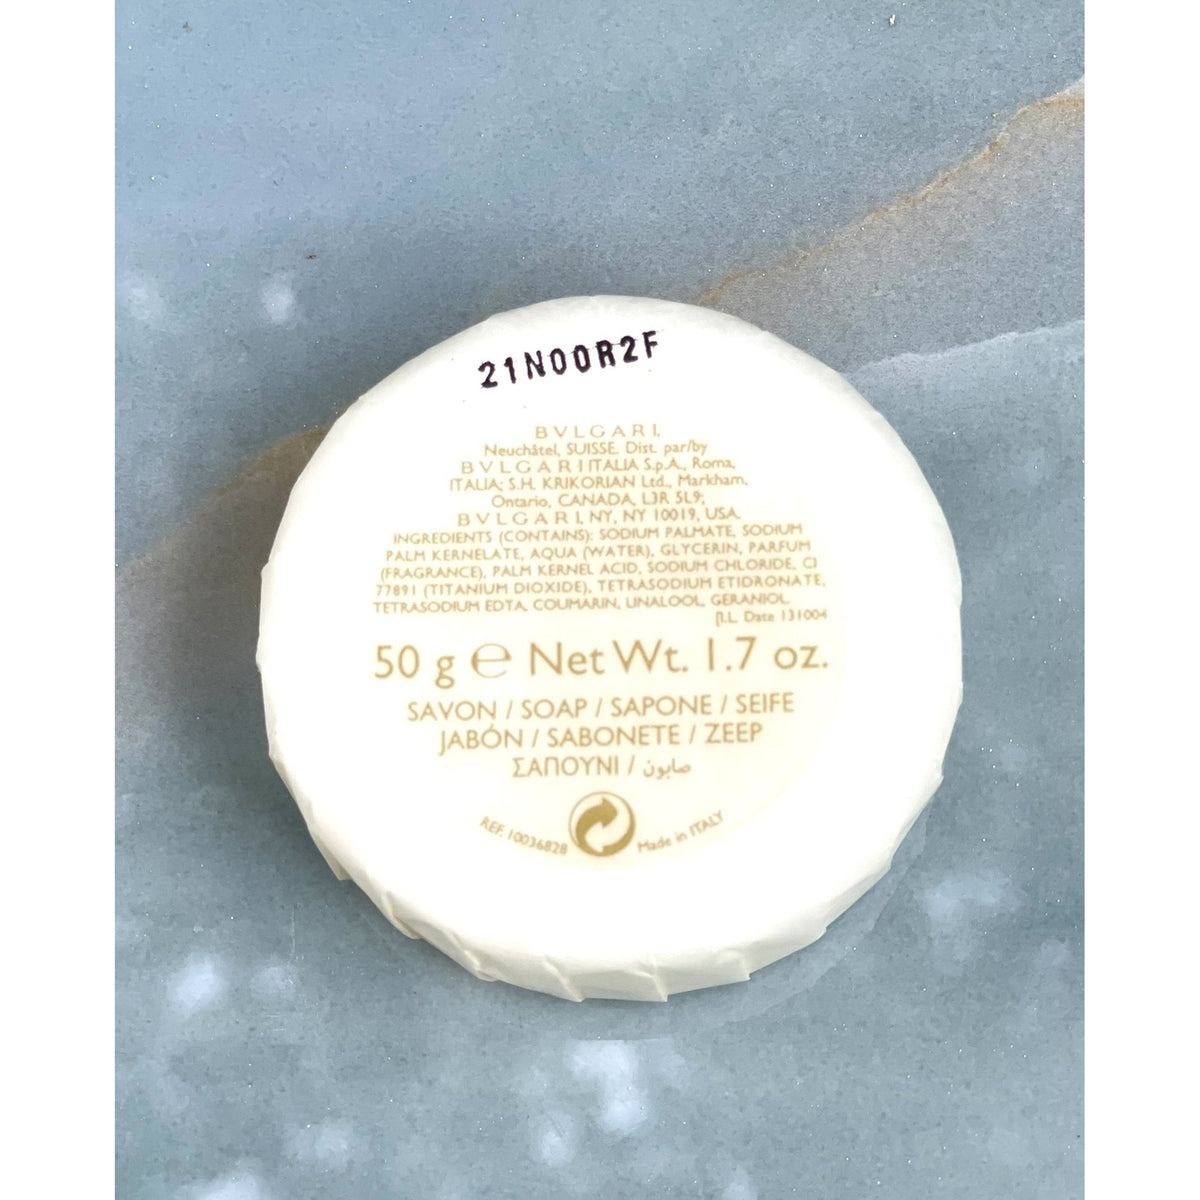 21N00R2F
BVLGARI,
Neuchâtel, SUISSE. Dist. par/by
BVLGARI ITALIA S.p.A., Roma,
ITALIA; S.H. KRIKORIAN Ltd., Markham,
Ontario, CANADA, L3R 5L9;
BVLGARI, NY, NY 10019, USA.
INGREDIENTS (CONTAINS): SODIUM PALMATE, SODIUM
PALM KERNELATE, AQUA (WATER), GLYCERIN, PARFUM
(FRAGRANCE), PALM KERNEL ACID, SODIUM CHLORIDE, CI
77891 (TITANIUM DIOXIDE), TETRASODIUM ETIDRONATE,
TETRASODIUM EDTA, COUMARIN, LINALOOL, GERANIOL.
Date 131004
50 g e Net Wt. 1.7 oz.
SAVON / SOAP / SAPONE / SEIFE
JABÓN / SABONETE / ZEEP
ΣΑΠΟΥΝΙ / صابون
REF. 10036828
Made in ITALY